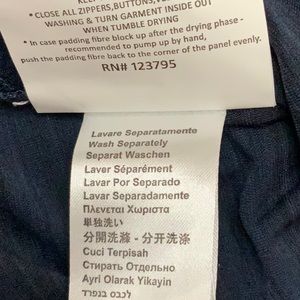 * CLOSE ALL ZIPPERS, BUTTONS, VE
WASHING & TURN GARMENT INSIDE OUT
WHEN TUMBLE DRYING
* In case padding fibre block up after the drying phase -
recommended to pump up by hand,
push the padding fibre back to the corner of the panel evenly.
RN# 123795
Lavare Separatamente
Wash Separately
Separat Waschen
Laver Séparément
Lavar Por Separado
Lavar Separadamente
Πλενεται Χωριστα
単独洗い
分開洗滌 - 分开洗涤
Cuci Terpisah
Стирать Отдельно
Ayri Olarak Yikayin
לכבס בנפרד